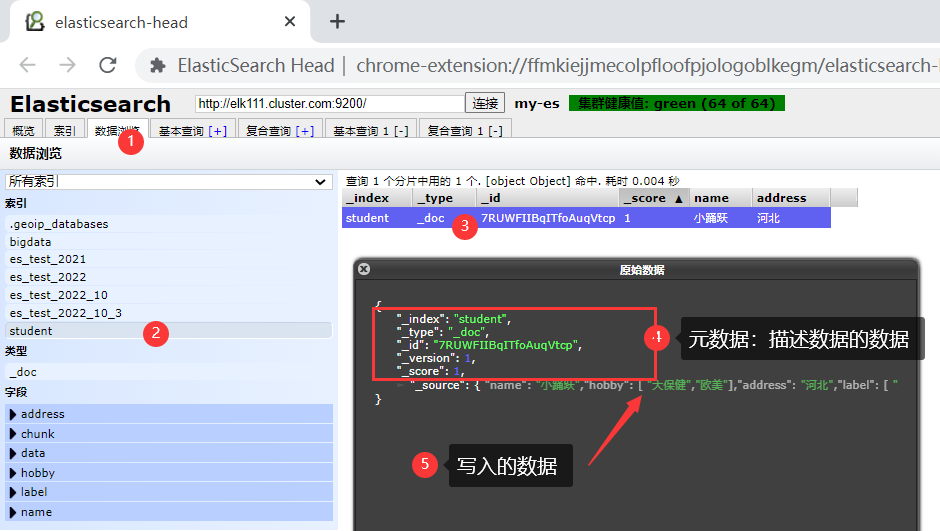 elasticsearch-head
ElasticSearch Head | chrome-extension://ffmkiejjmecolpfloofpjologoblkegm/elasticsearch-
Elasticsearch http://elk111.cluster.com:9200/ 连接 my-es 集群健康值: green (64 of 64)
概览 索引 数据浏览 基本查询 [+] 复合查询 [+] 基本查询 1 [-] 复合查询 1 [-]
1
数据浏览
所有索引
查询 1 个分片中用的 1 个. [object Object] 命中. 耗时 0.004 秒
索引
_index _type _id _score ▲ name address
student _doc 7RUWFIIBqITfoAuqVtcp 1 小踊跃 河北
3
.geoip_databases
bigdata
es_test_2021
es_test_2022
es_test_2022_10
es_test_2022_10_3
student
2
类型
_doc
字段
address
chunk
data
hobby
label
name
原始数据
{
"_index": "student",
"_type": "_doc",
"_id": "7RUWFIIBqITfoAuqVtcp",
"_version": 1,
"_score": 1,
"_source": { "name": "小踊跃","hobby": [ "大保健","欧美"],"address": "河北","label": [ "
}
4
元数据：描述数据的数据
5
写入的数据